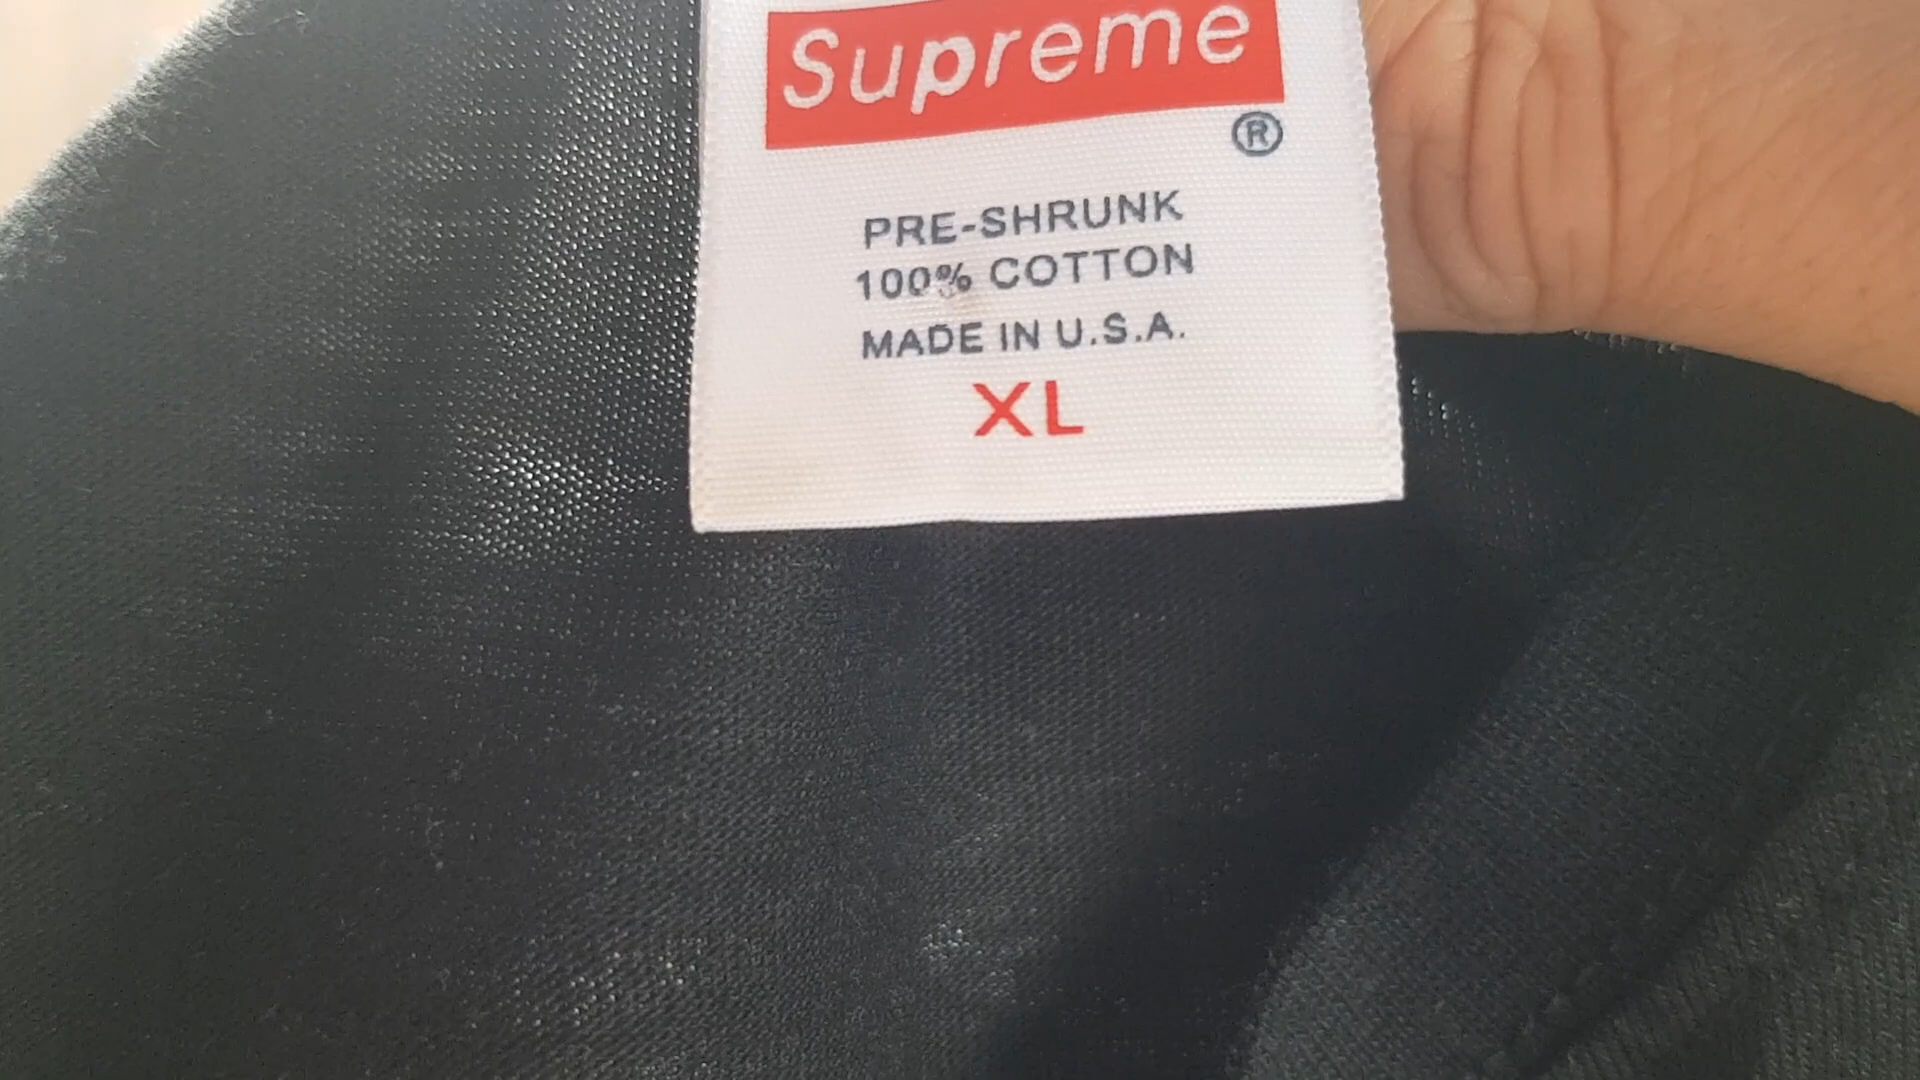 Supreme
®
PRE-SHRUNK
100% COTTON
MADE IN U.S.A.
XL